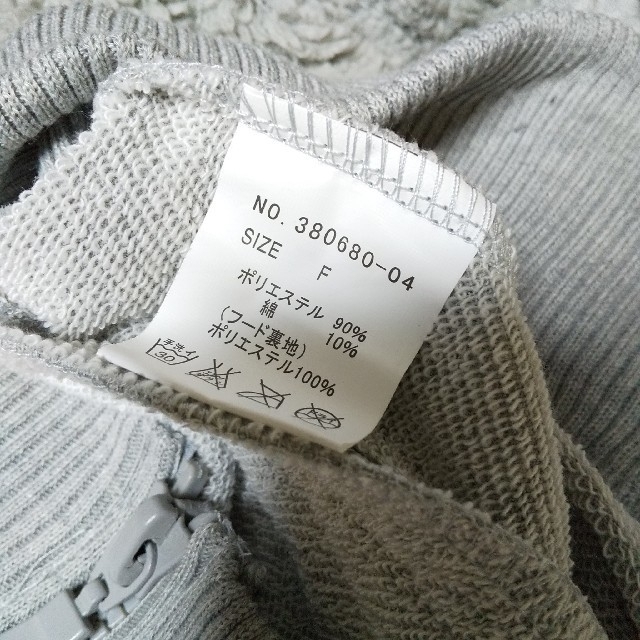 NO. 380680-04
SIZE F
ポリエステル 90%
綿 10%
(フード裏地)
ポリエステル100%